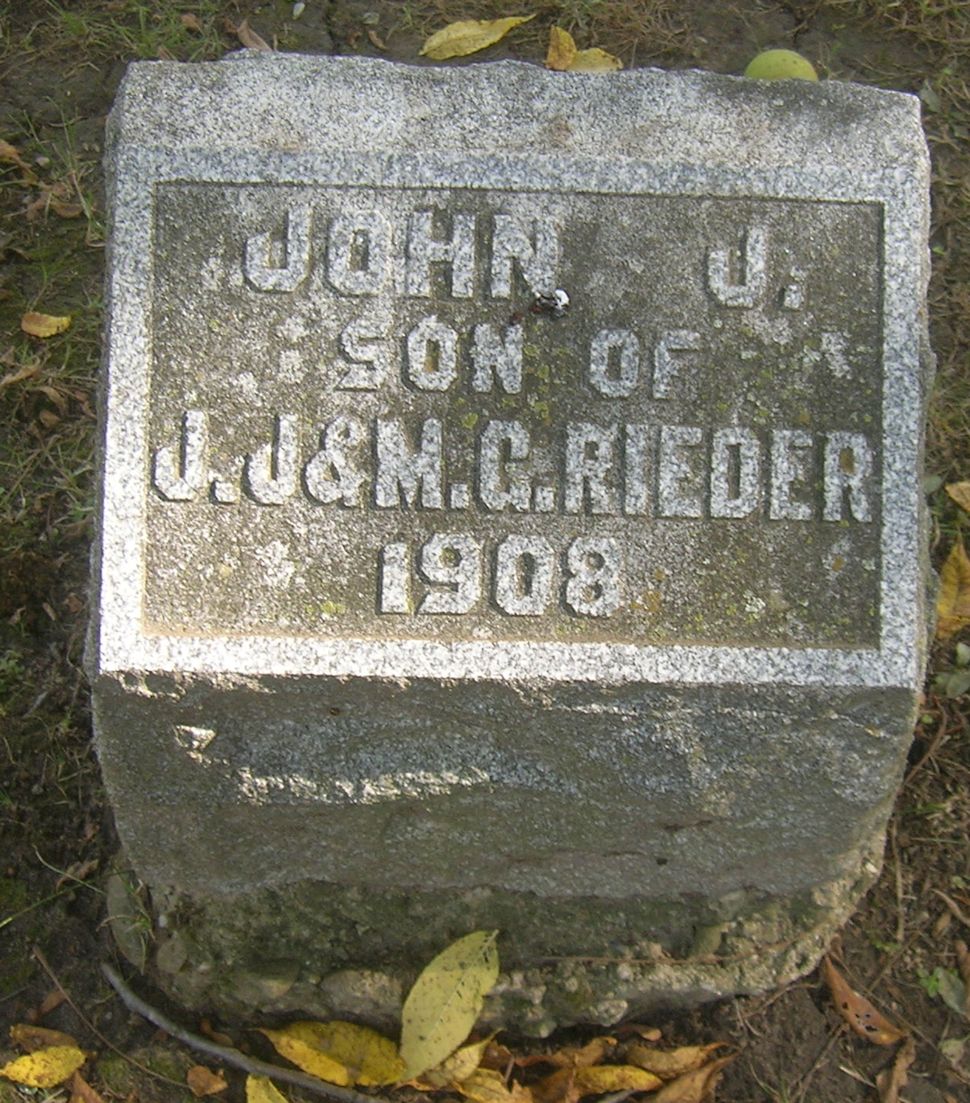 JOHN J.
SON OF
J.J&M.G.RIEDER
1908